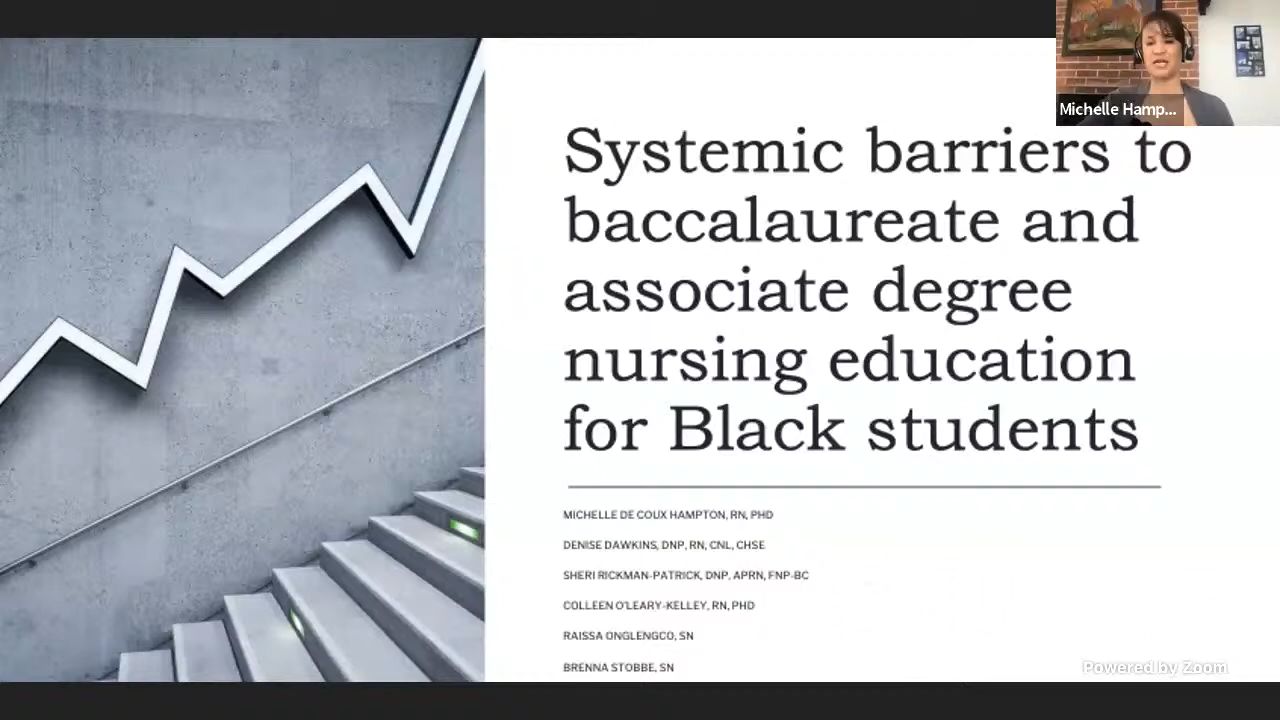 Michelle Hamp...
Systemic barriers to
baccalaureate and
associate degree
nursing education
for Black students
MICHELLE DE COUX HAMPTON, RN, PHD
DENISE DAWKINS, DNP, RN, CNL, CHSE
SHERI RICKMAN-PATRICK, DNP, APRN, FNP-BC
COLLEEN O'LEARY-KELLEY, RN, PHD
RAISSA ONGLENGCO, SN
BRENNA STOBBE, SN
Powered by Zoom